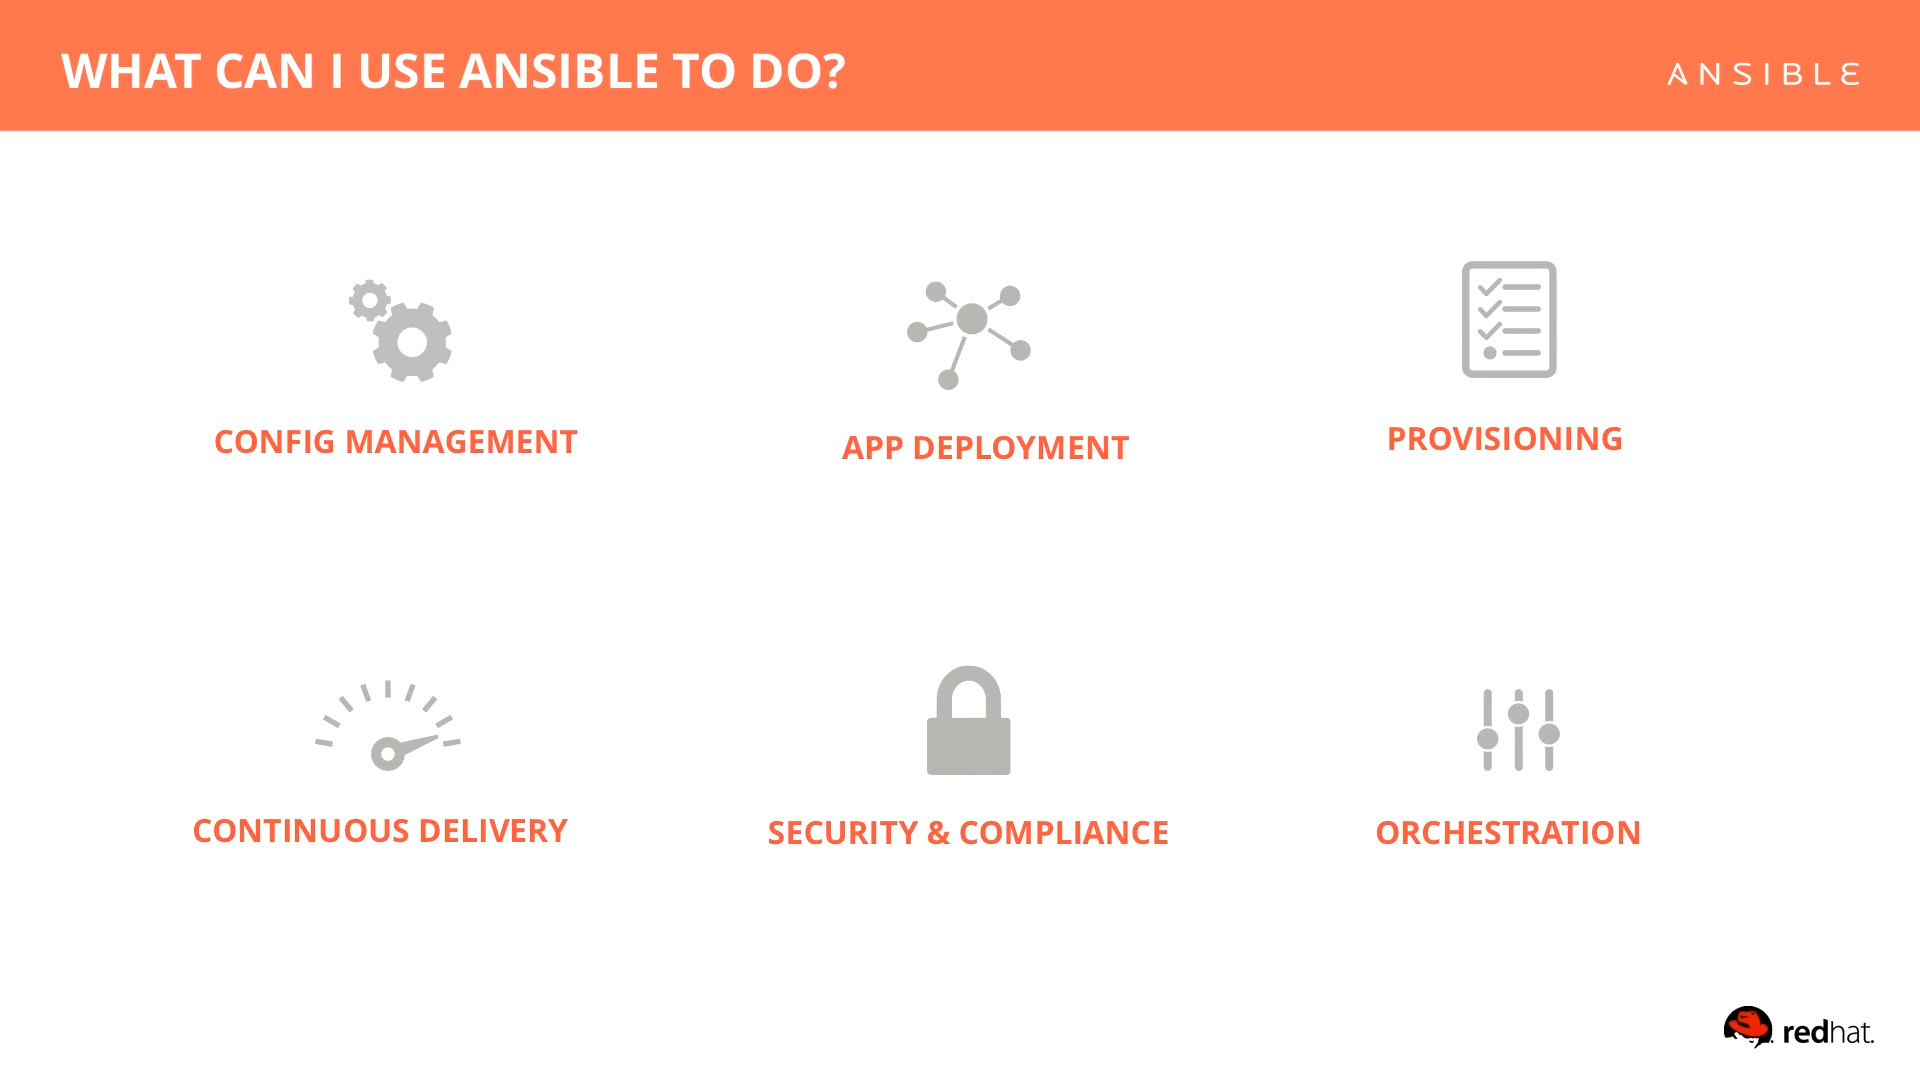 WHAT CAN I USE ANSIBLE TO DO?
ANSIBLE
CONFIG MANAGEMENT
APP DEPLOYMENT
PROVISIONING
CONTINUOUS DELIVERY
SECURITY & COMPLIANCE
ORCHESTRATION
redhat.